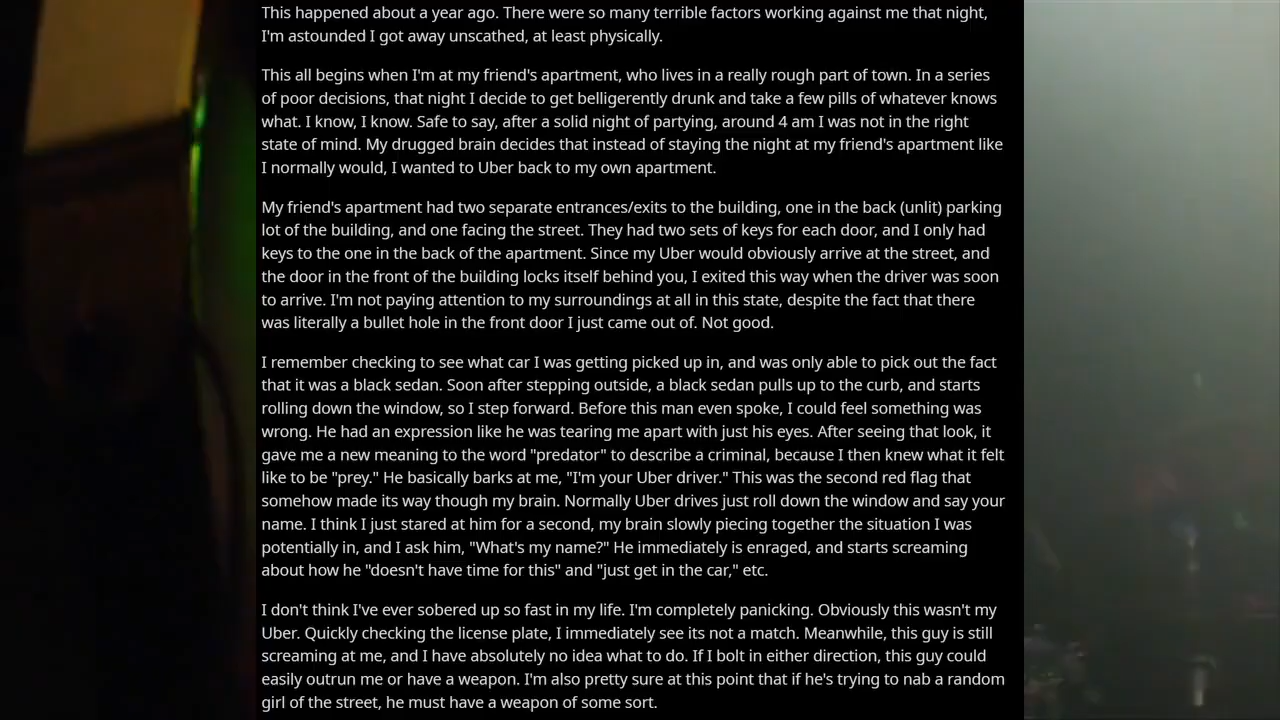 This happened about a year ago. There were so many terrible factors working against me that night,
I'm astounded I got away unscathed, at least physically.
This all begins when I'm at my friend's apartment, who lives in a really rough part of town. In a series
of poor decisions, that night I decide to get belligerently drunk and take a few pills of whatever knows
what. I know, I know. Safe to say, after a solid night of partying, around 4 am I was not in the right
state of mind. My drugged brain decides that instead of staying the night at my friend's apartment like
I normally would, I wanted to Uber back to my own apartment.
My friend's apartment had two separate entrances/exits to the building, one in the back (unlit) parking
lot of the building, and one facing the street. They had two sets of keys for each door, and I only had
keys to the one in the back of the apartment. Since my Uber would obviously arrive at the street, and
the door in the front of the building locks itself behind you, I exited this way when the driver was soon
to arrive. I'm not paying attention to my surroundings at all in this state, despite the fact that there
was literally a bullet hole in the front door I just came out of. Not good.
I remember checking to see what car I was getting picked up in, and was only able to pick out the fact
that it was a black sedan. Soon after stepping outside, a black sedan pulls up to the curb, and starts
rolling down the window, so I step forward. Before this man even spoke, I could feel something was
wrong. He had an expression like he was tearing me apart with just his eyes. After seeing that look, it
gave me a new meaning to the word "predator" to describe a criminal, because I then knew what it felt
like to be "prey." He basically barks at me, "I'm your Uber driver." This was the second red flag that
somehow made its way though my brain. Normally Uber drives just roll down the window and say your
name. I think I just stared at him for a second, my brain slowly piecing together the situation I was
potentially in, and I ask him, "What's my name?" He immediately is enraged, and starts screaming
about how he "doesn't have time for this" and "just get in the car," etc.
I don't think I've ever sobered up so fast in my life. I'm completely panicking. Obviously this wasn't my
Uber. Quickly checking the license plate, I immediately see its not a match. Meanwhile, this guy is still
screaming at me, and I have absolutely no idea what to do. If I bolt in either direction, this guy could
easily outrun me or have a weapon. I'm also pretty sure at this point that if he's trying to nab a random
girl of the street, he must have a weapon of some sort.